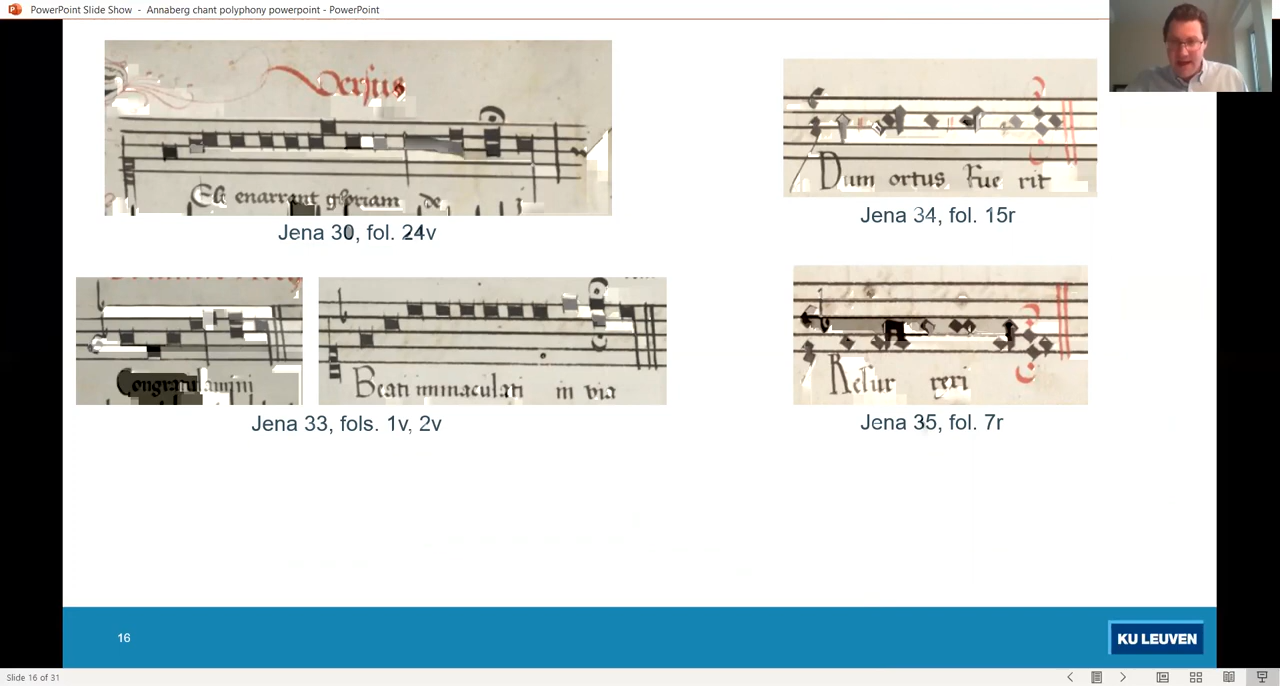 PowerPoint Slide Show - Annaberg chant polyphony powerpoint - PowerPoint
Versus
Eli enarrant gloriam de i
Jena 30, fol. 24v
Dum ortus Fue rit
Jena 34, fol. 15r
Congratulamini
Beati immaculati in via
Jena 33, fols. 1v, 2v
Resur rexi
Jena 35, fol. 7r
16
KU LEUVEN
Slide 16 of 31